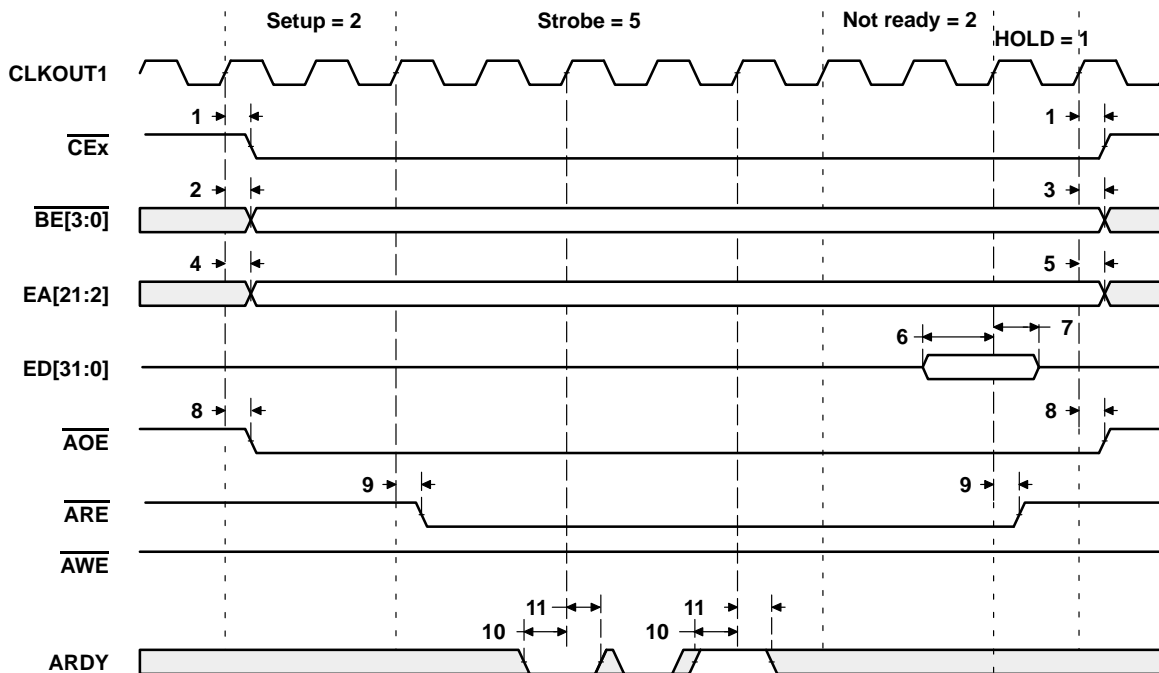 Setup = 2 Strobe = 5 Not ready = 2
HOLD = 1
CLKOUT1
1 1
CEx
2 3
BE[3:0]
4 5
EA[21:2]
6 7
ED[31:0]
8 8
AOE
9 9
ARE
AWE
11 11
10 10
ARDY